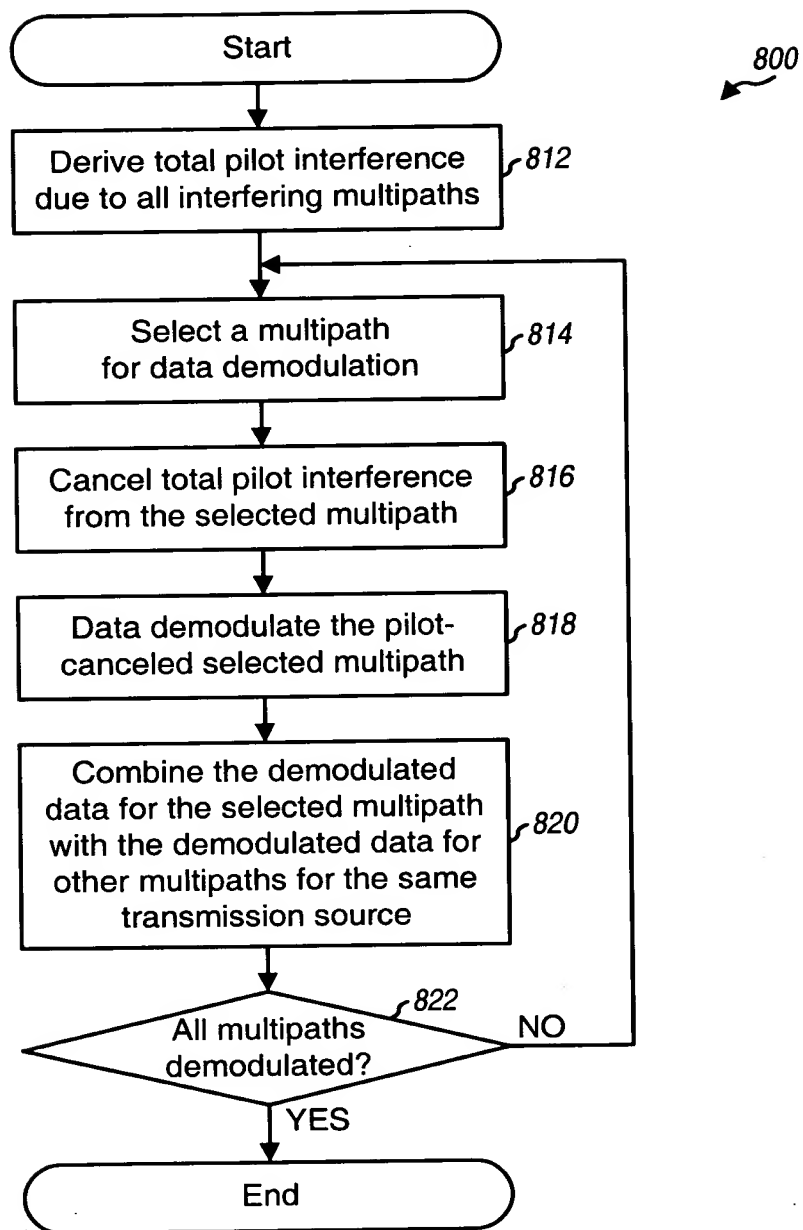 Start
800
Derive total pilot interference
due to all interfering multipaths
812
Select a multipath
for data demodulation
814
Cancel total pilot interference
from the selected multipath
816
Data demodulate the pilot-
canceled selected multipath
818
Combine the demodulated
data for the selected multipath
with the demodulated data for
other multipaths for the same
transmission source
820
822
All multipaths
demodulated?
NO
YES
End